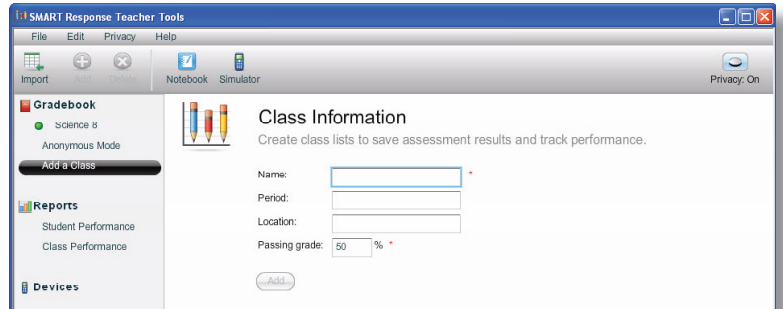 SMART Response Teacher Tools
File Edit Privacy Help
Import Add Delete Notebook Simulator Privacy: On
Gradebook
Science 8
Anonymous Mode
Add a Class
Reports
Student Performance
Class Performance
Devices
Class Information
Create class lists to save assessment results and track performance.
Name: *
Period:
Location:
Passing grade: 50 % *
Add